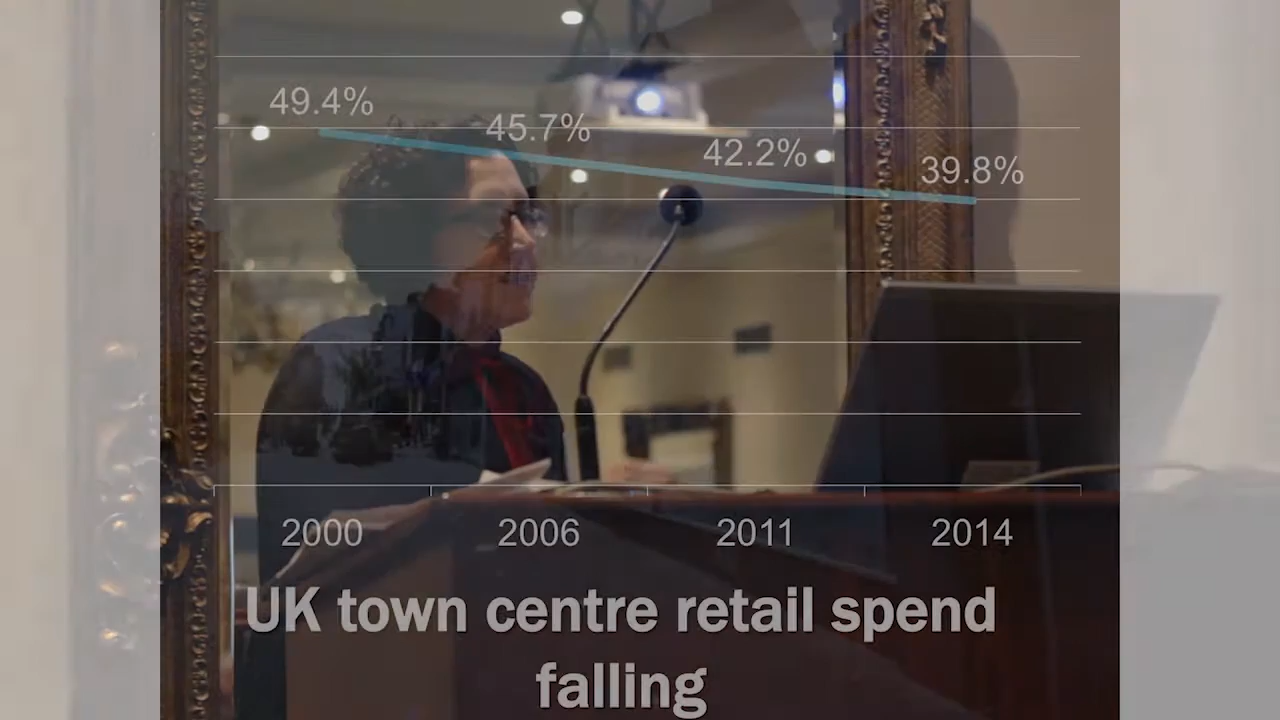 49.4%
45.7%
42.2%
39.8%
2000 2006 2011 2014
UK town centre retail spend
falling